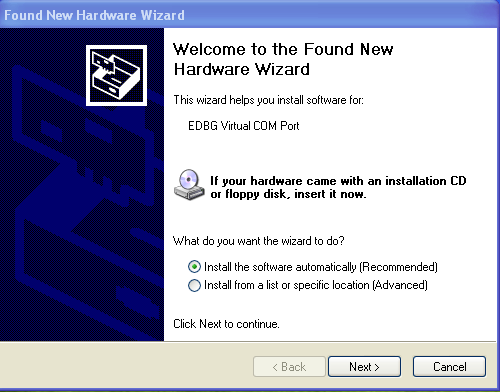 Found New Hardware Wizard
Welcome to the Found New
Hardware Wizard
This wizard helps you install software for:
EDBG Virtual COM Port
If your hardware came with an installation CD
or floppy disk, insert it now.
What do you want the wizard to do?
Install the software automatically (Recommended)
Install from a list or specific location (Advanced)
Click Next to continue.
< Back Next > Cancel